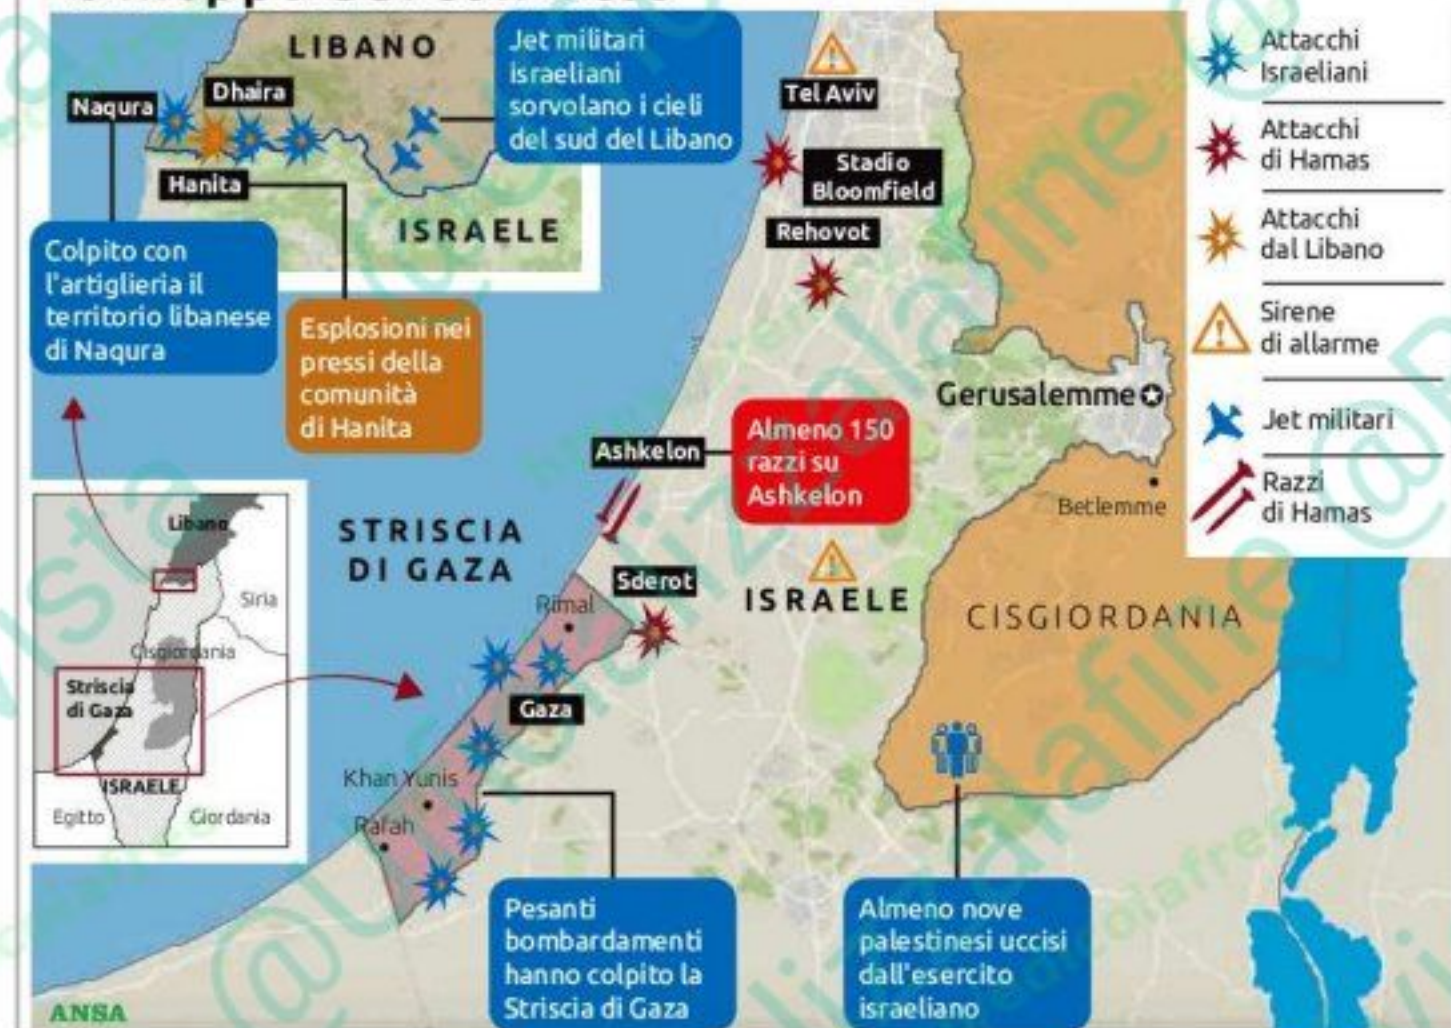 LIBANO
Naqura
Dhaira
Hanita
ISRAELE
Jet militari
israeliani
sorvolano i cieli
del sud del Libano
Colpito con
l'artiglieria il
territorio libanese
di Naqura
Esplosioni nei
pressi della
comunità
di Hanita
Tel Aviv
Stadio
Bloomfield
Rehovot
Gerusalemme
Betlemme
Ashkelon
Almeno 150
razzi su
Ashkelon
STRISCIA
DI GAZA
Sderot
Rimal
ISRAELE
CISGIORDANIA
Gaza
Khan Yunis
Rafah
Pesanti
bombardamenti
hanno colpito la
Striscia di Gaza
Almeno nove
palestinesi uccisi
dall'esercito
israeliano
Libano
Siria
Cisgiordania
Striscia
di Gaza
ISRAELE
Egitto
Giordania
Attacchi
Israeliani
Attacchi
di Hamas
Attacchi
dal Libano
Sirene
di allarme
Jet militari
Razzi
di Hamas
ANSA